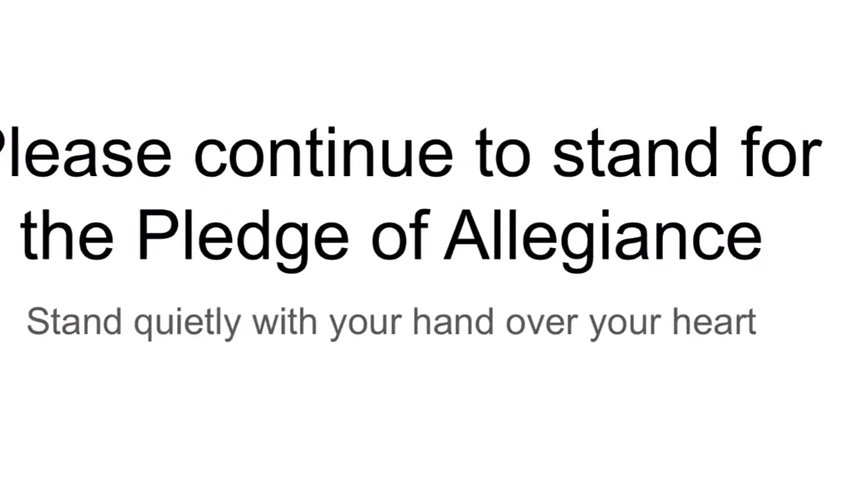 Please continue to stand for
the Pledge of Allegiance
Stand quietly with your hand over your heart